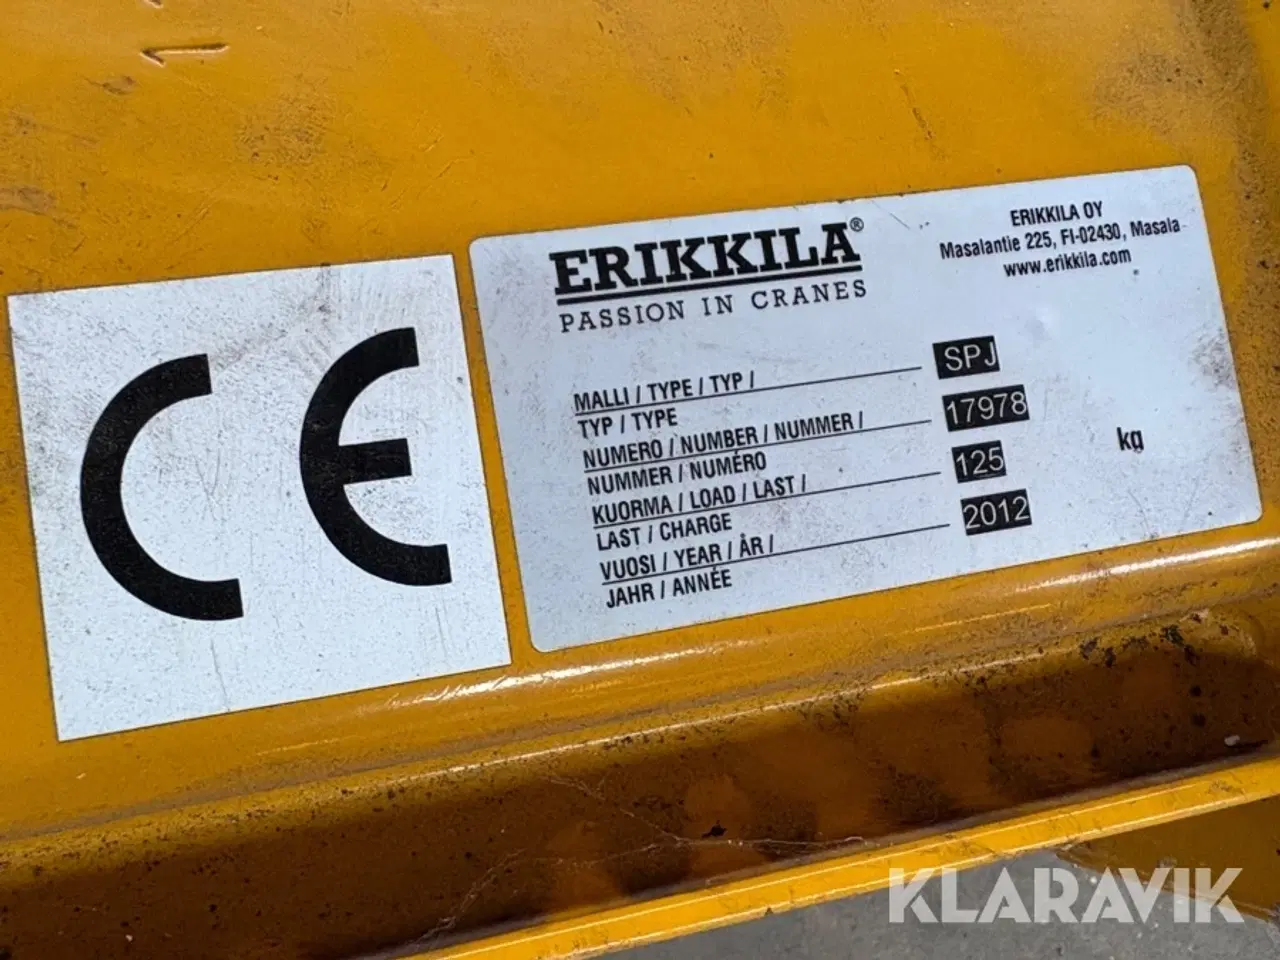 CE
ERIKKILA®
PASSION IN CRANES
ERIKKILA OY
Masalantie 225, FI-02430, Masala
www.erikkila.com
MALLI / TYPE / TYP / SPJ
TYP / TYPE
NUMERO / NUMBER / NUMMER / 17978
NUMMER / NUMÉRO
KUORMA / LOAD / LAST / 125 kg
LAST / CHARGE
VUOSI / YEAR / ÅR / 2012
JAHR / ANNÉE
KLARAVIK